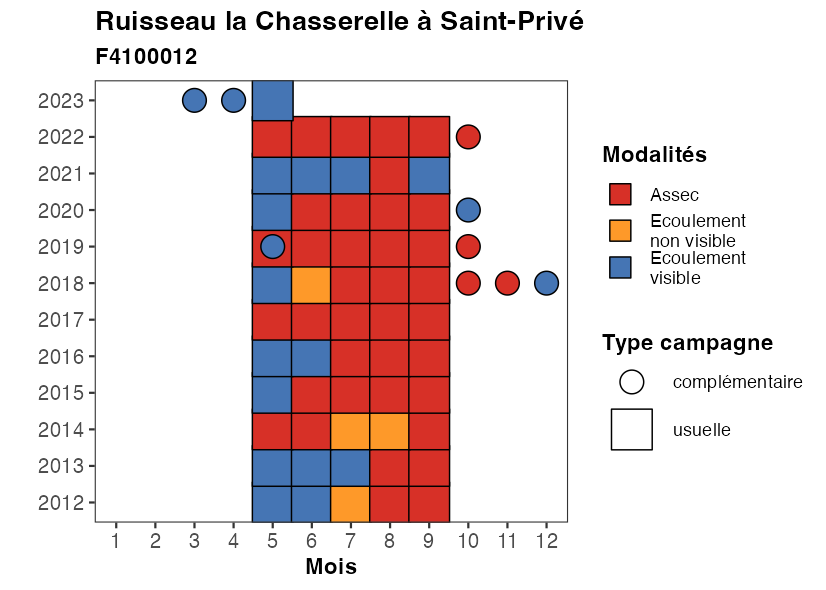 Ruisseau la Chasserelle à Saint-Privé
F4100012
2023
2022
2021
2020
2019
2018
2017
2016
2015
2014
2013
2012
1 2 3 4 5 6 7 8 9 10 11 12
Mois
Modalités
Assec
Ecoulement
non visible
Ecoulement
visible
Type campagne
complémentaire
usuelle